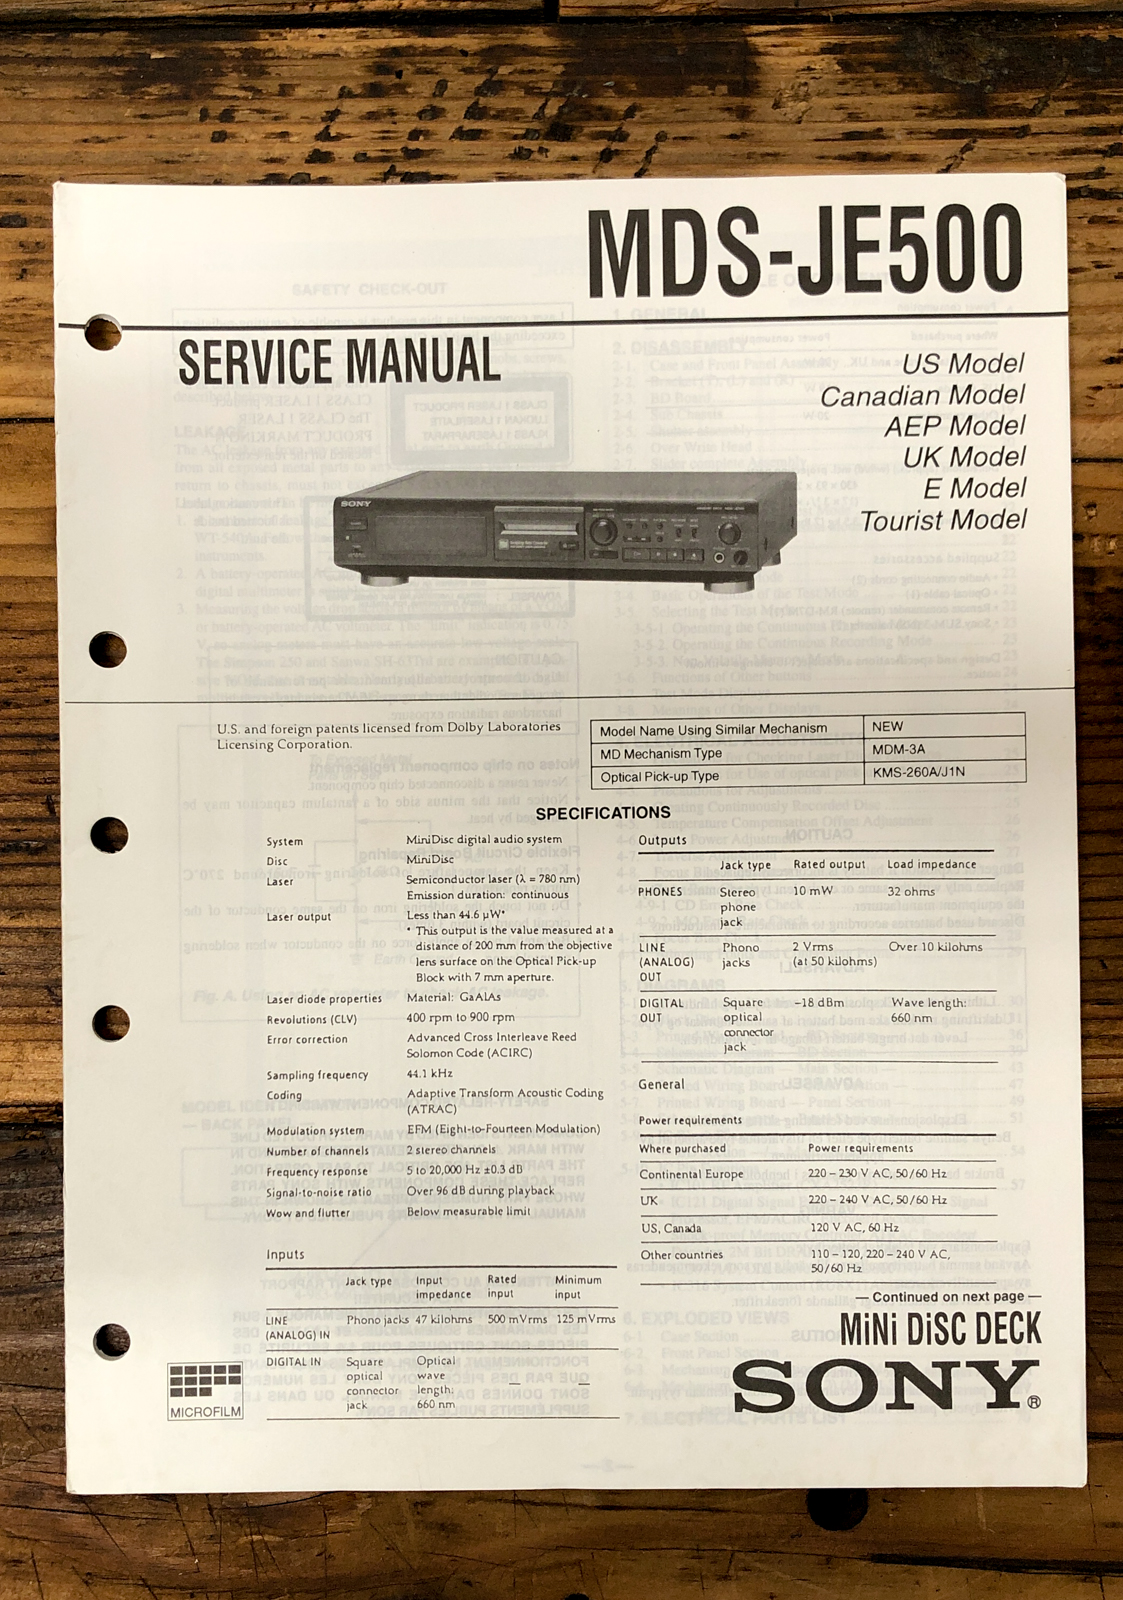 MDS-JE500
SERVICE MANUAL
US Model
Canadian Model
AEP Model
UK Model
E Model
Tourist Model
SONY
U.S. and foreign patents licensed from Dolby Laboratories
Licensing Corporation.
Model Name Using Similar Mechanism NEW
MD Mechanism Type MDM-3A
Optical Pick-up Type KMS-260A/J1N
SPECIFICATIONS
System MiniDisc digital audio system
Disc MiniDisc
Laser Semiconductor laser (λ = 780 nm)
Emission duration: continuous
Laser output Less than 44.6 µW*
* This output is the value measured at a
distance of 200 mm from the objective
lens surface on the Optical Pick-up
Block with 7 mm aperture.
Laser diode properties Material: GaAlAs
Revolutions (CLV) 400 rpm to 900 rpm
Error correction Advanced Cross Interleave Reed
Solomon Code (ACIRC)
Sampling frequency 44.1 kHz
Coding Adaptive Transform Acoustic Coding
(ATRAC)
Modulation system EFM (Eight-to-Fourteen Modulation)
Number of channels 2 stereo channels
Frequency response 5 to 20,000 Hz ±0.3 dB
Signal-to-noise ratio Over 96 dB during playback
Wow and flutter Below measurable limit
Inputs
Jack type Input Rated Minimum
impedance input input
LINE Phono jacks 47 kilohms 500 mVrms 125 mVrms
(ANALOG) IN
DIGITAL IN Square Optical
optical wave — —
connector length:
jack 660 nm
Outputs
Jack type Rated output Load impedance
PHONES Stereo 10 mW 32 ohms
phone
jack
LINE Phono 2 Vrms Over 10 kilohms
(ANALOG) jacks (at 50 kilohms)
OUT
DIGITAL Square –18 dBm Wave length:
OUT optical 660 nm
connector
jack
General
Power requirements
Where purchased Power requirements
Continental Europe 220 – 230 V AC, 50/60 Hz
UK 220 – 240 V AC, 50/60 Hz
US, Canada 120 V AC, 60 Hz
Other countries 110 – 120, 220 – 240 V AC,
50/60 Hz
— Continued on next page —
MiNi DiSC DECK
SONY®
MICROFILM